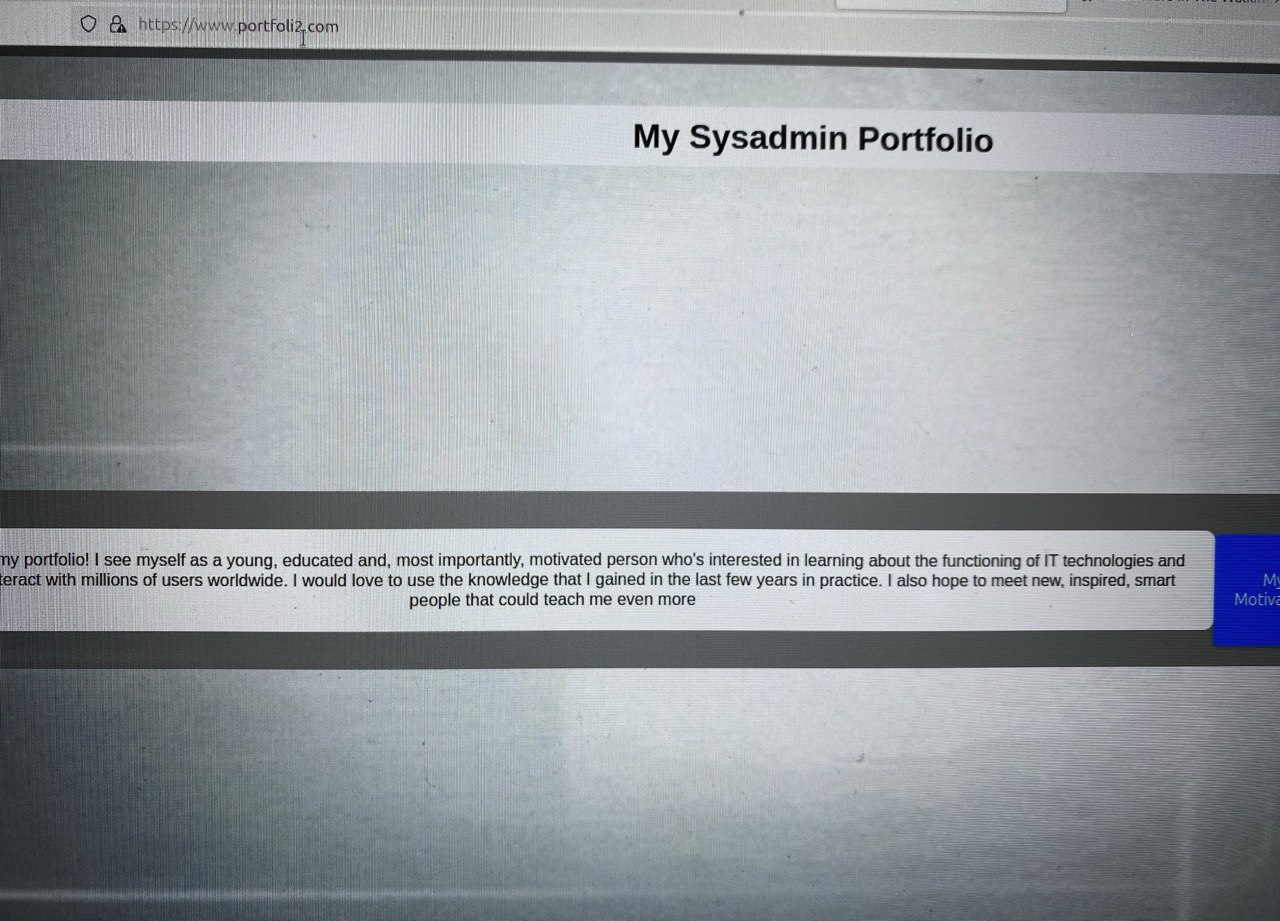 https://www.portfoli2.com
My Sysadmin Portfolio
my portfolio! I see myself as a young, educated and, most importantly, motivated person who's interested in learning about the functioning of IT technologies and
teract with millions of users worldwide. I would love to use the knowledge that I gained in the last few years in practice. I also hope to meet new, inspired, smart
people that could teach me even more
My
Motiva